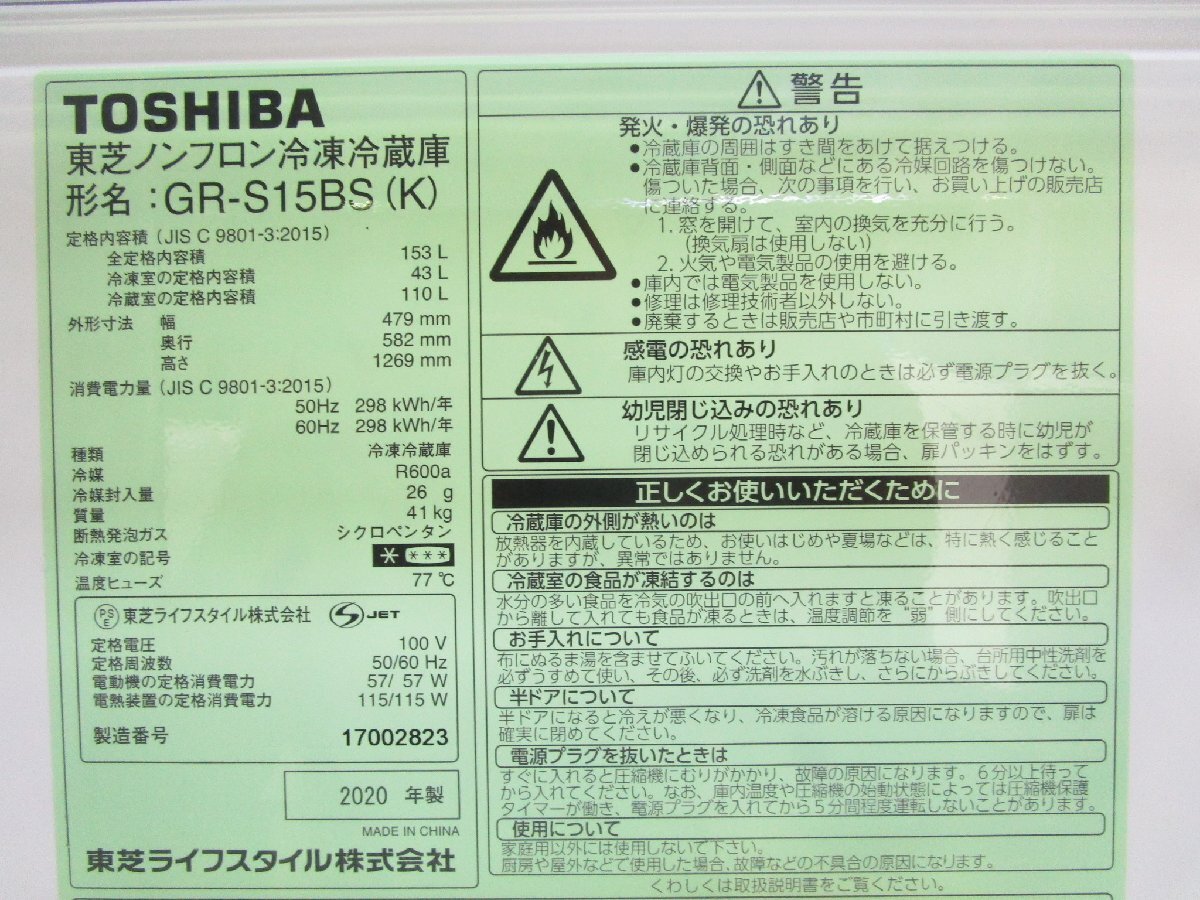 TOSHIBA
東芝ノンフロン冷凍冷蔵庫
形名：GR-S15BS（K）
定格内容積（JIS C 9801-3:2015）
全定格内容積 153 L
冷凍室の定格内容積 43 L
冷蔵室の定格内容積 110 L
外形寸法 幅 479 mm
奥行 582 mm
高さ 1269 mm
消費電力量（JIS C 9801-3:2015）
50Hz 298 kWh/年
60Hz 298 kWh/年
種類 冷凍冷蔵庫
冷媒 R600a
冷媒封入量 26 g
質量 41 kg
断熱発泡ガス シクロペンタン
冷凍室の記号 * ***
温度ヒューズ 77 ℃
PSE 東芝ライフスタイル株式会社 S JET
定格電圧 100 V
定格周波数 50/60 Hz
電動機の定格消費電力 57/ 57 W
電熱装置の定格消費電力 115/115 W
製造番号 17002823
2020 年製
MADE IN CHINA
東芝ライフスタイル株式会社
警告
発火・爆発の恐れあり
●冷蔵庫の周囲はすき間をあけて据えつける。
●冷蔵庫背面・側面などにある冷媒回路を傷つけない。
傷ついた場合、次の事項を行い、お買い上げの販売店
に連絡する。
1. 窓を開けて、室内の換気を充分に行う。
（換気扇は使用しない）
2. 火気や電気製品の使用を避ける。
●庫内では電気製品を使用しない。
●修理は修理技術者以外しない。
●廃棄するときは販売店や市町村に引き渡す。
感電の恐れあり
庫内灯の交換やお手入れのときは必ず電源プラグを抜く。
幼児閉じ込みの恐れあり
リサイクル処理時など、冷蔵庫を保管する時に幼児が
閉じ込められる恐れがある場合、扉パッキンをはずす。
正しくお使いいただくために
冷蔵庫の外側が熱いのは
放熱器を内蔵しているため、お使いはじめや夏場などは、特に熱く感じること
がありますが、異常ではありません。
冷蔵室の食品が凍結するのは
水分の多い食品を冷気の吹出口の前へ入れますと凍ることがあります。吹出口
から離して入れても食品が凍るときは、温度調節を“弱”側にしてください。
お手入れについて
布にぬるま湯を含ませてふいてください。汚れが落ちない場合、台所用中性洗剤を
必ずうすめて使い、その後、必ず洗剤を水ぶきし、さらにからぶきしてください。
半ドアについて
半ドアになると冷えが悪くなり、冷凍食品が溶ける原因になりますので、扉は
確実に閉めてください。
電源プラグを抜いたときは
すぐに入れると圧縮機にむりがかかり、故障の原因になります。6分以上待って
から入れてください。なお、庫内温度や圧縮機の始動状態によっては圧縮機保護
タイマーが働き、電源プラグを入れてから5分間程度運転しないことがあります。
使用について
家庭用以外には使用しないで下さい。
厨房や屋外などで使用した場合、故障などの不具合の原因になります。
くわしくは取扱説明書をご覧ください。